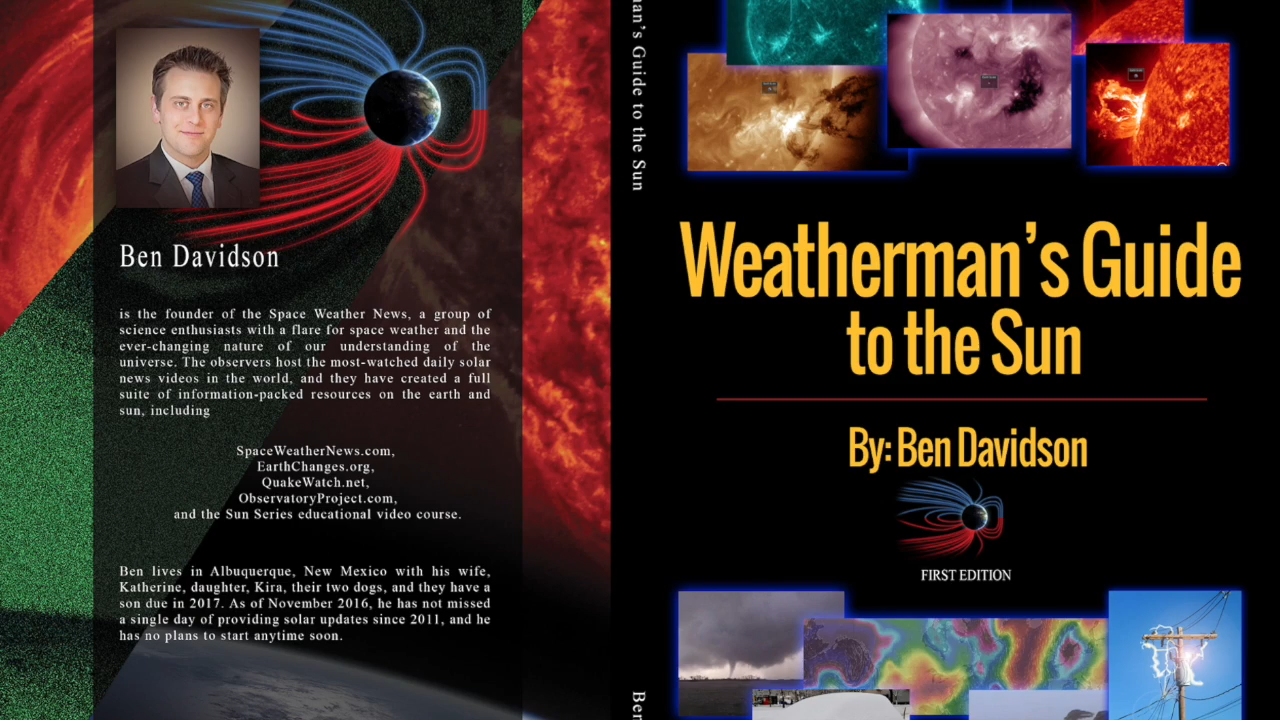 Ben Davidson
is the founder of the Space Weather News, a group of
science enthusiasts with a flare for space weather and the
ever-changing nature of our understanding of the
universe. The observers host the most-watched daily solar
news videos in the world, and they have created a full
suite of information-packed resources on the earth and
sun, including
SpaceWeatherNews.com,
EarthChanges.org,
QuakeWatch.net,
ObservatoryProject.com,
and the Sun Series educational video course.
Ben lives in Albuquerque, New Mexico with his wife,
Katherine, daughter, Kira, their two dogs, and they have a
son due in 2017. As of November 2016, he has not missed
a single day of providing solar updates since 2011, and he
has no plans to start anytime soon.
Guide to the Sun
Weatherman's Guide
to the Sun
By: Ben Davidson
FIRST EDITION